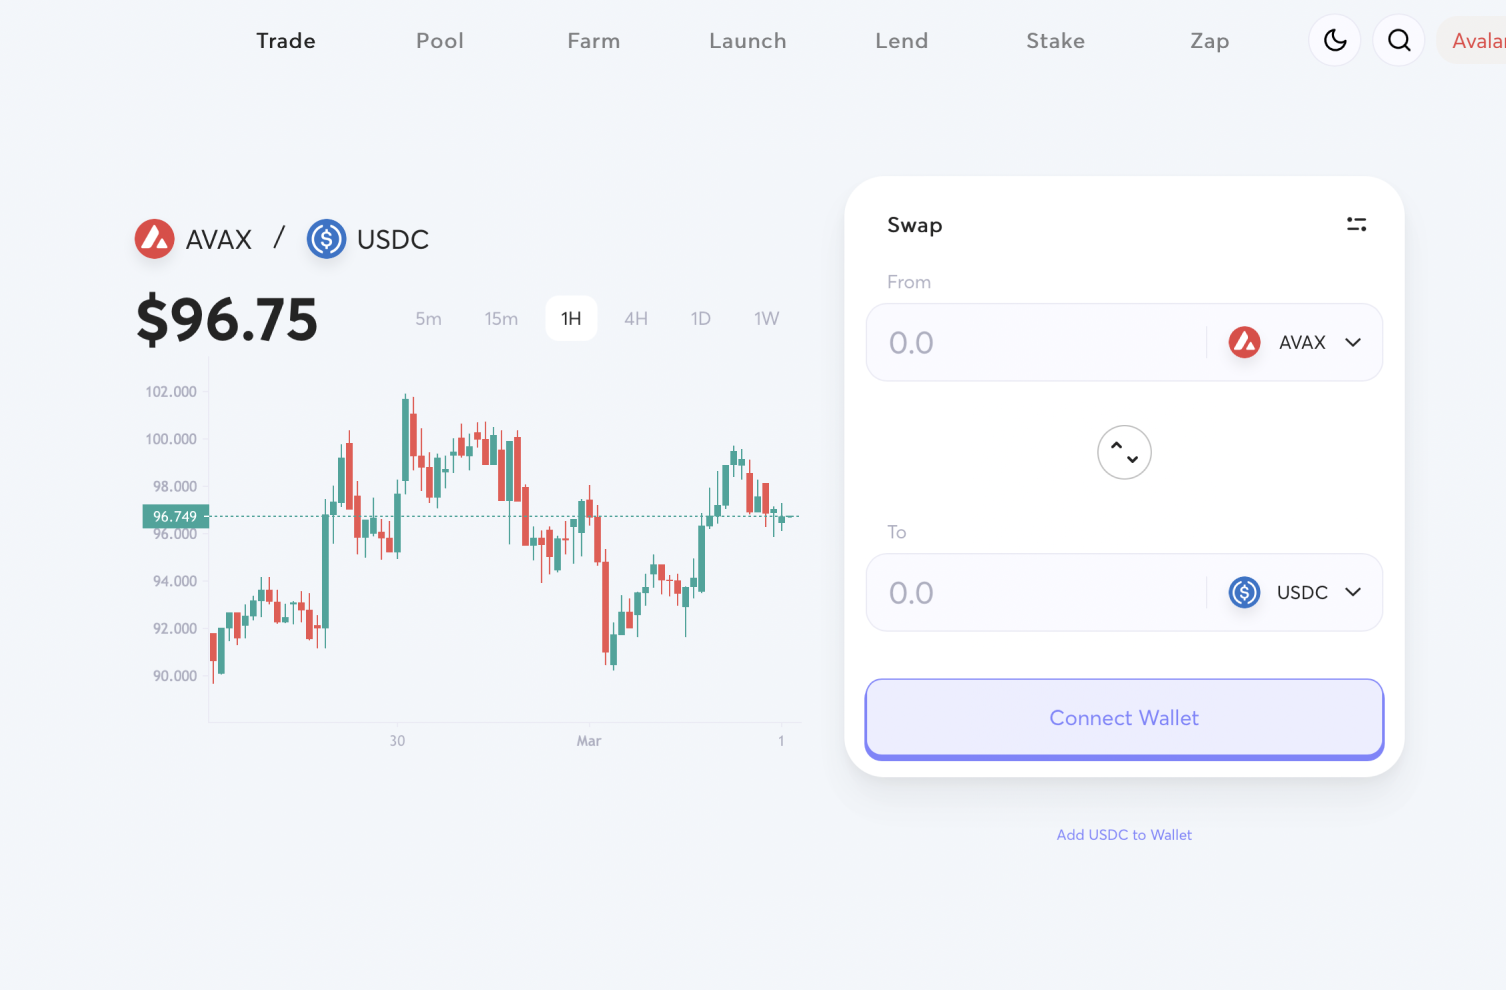 Trade Pool Farm Launch Lend Stake Zap
AVAX / USDC
$96.75
5m 15m 1H 4H 1D 1W
102.000
100.000
98.000
96.749
96.000
94.000
92.000
90.000
30 Mar 1
Swap
From
0.0 AVAX
To
0.0 USDC
Connect Wallet
Add USDC to Wallet